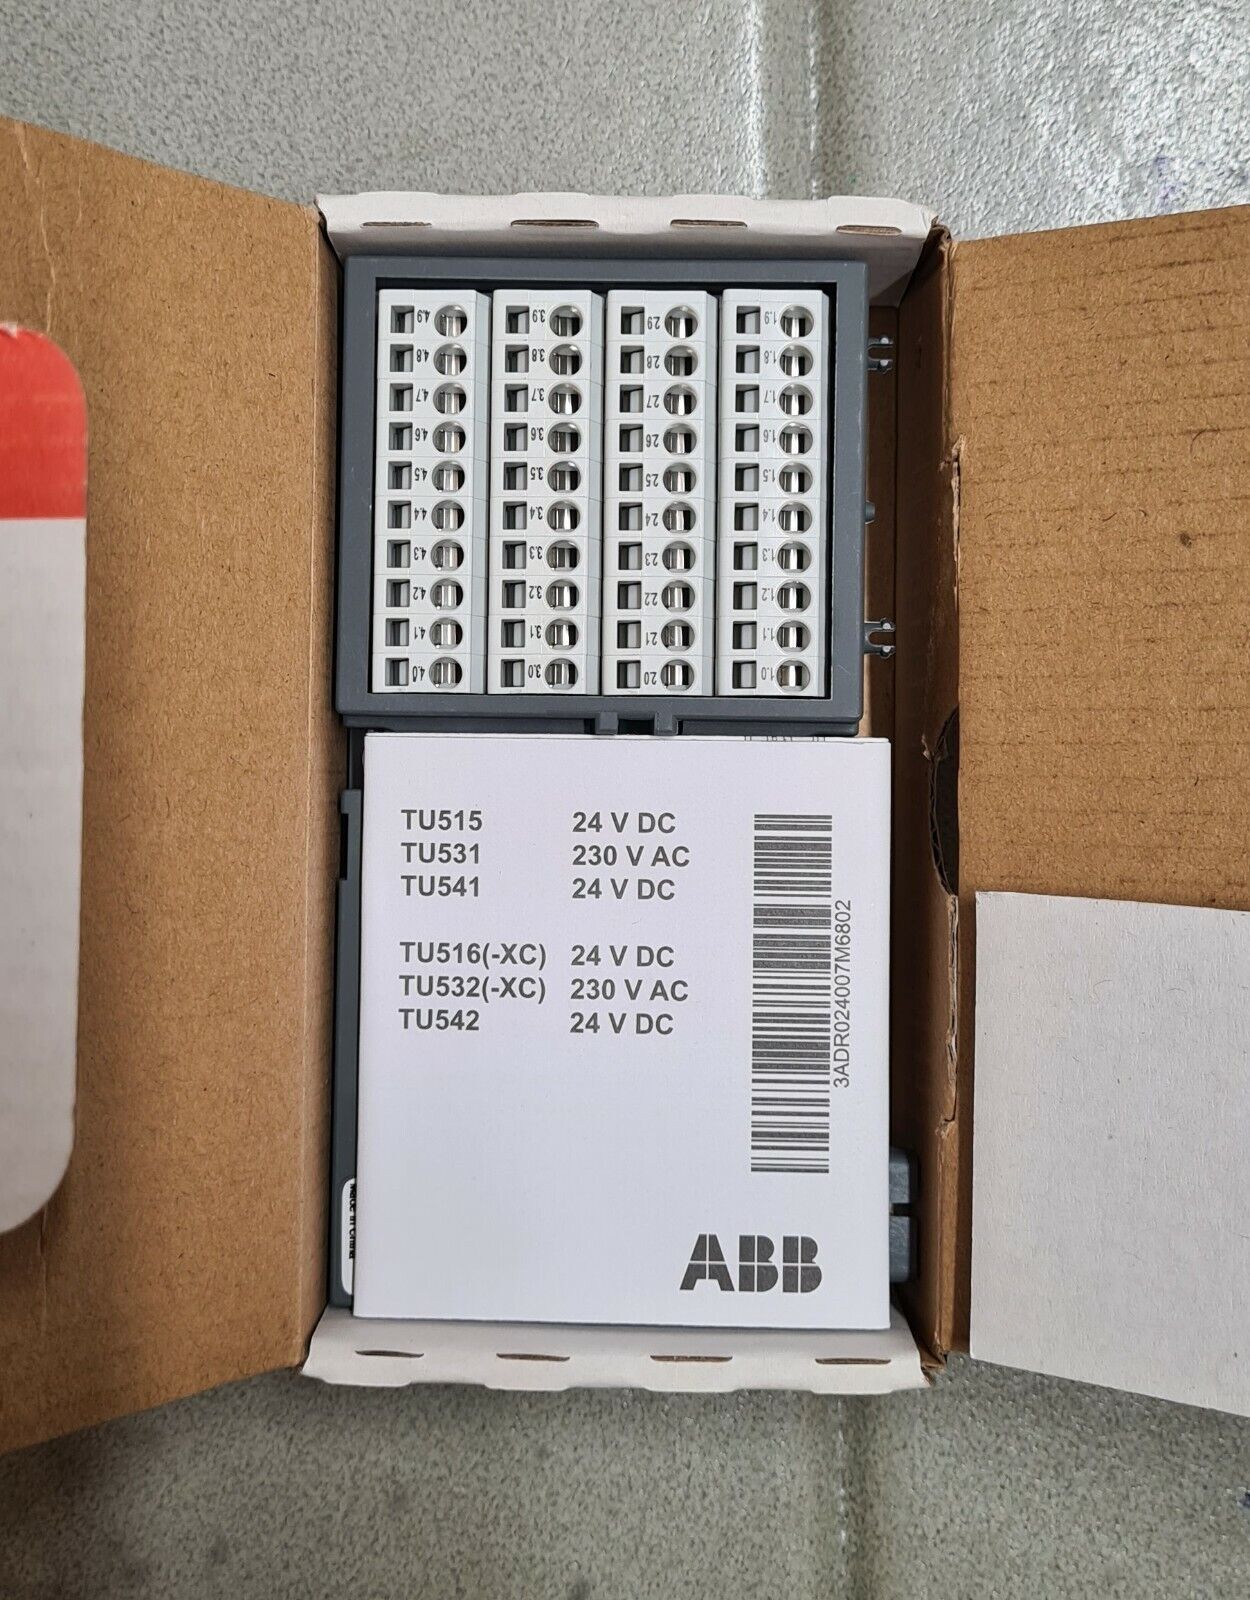 4.9 3.9 2.9 1.9
4.8 3.8 2.8 1.8
4.7 3.7 2.7 1.7
4.6 3.6 2.6 1.6
4.5 3.5 2.5 1.5
4.4 3.4 2.4 1.4
4.3 3.3 2.3 1.3
4.2 3.2 2.2 1.2
4.1 3.1 2.1 1.1
4.0 3.0 2.0 1.0
TU515 24 V DC
TU531 230 V AC
TU541 24 V DC
TU516(-XC) 24 V DC
TU532(-XC) 230 V AC
TU542 24 V DC
3ADR024007M6802
Made in China
ABB